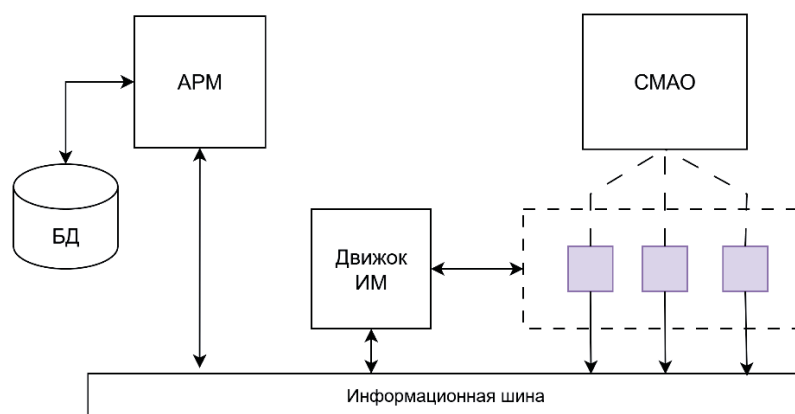 АРМ
СМАО
БД
Движок
ИМ
Информационная шина